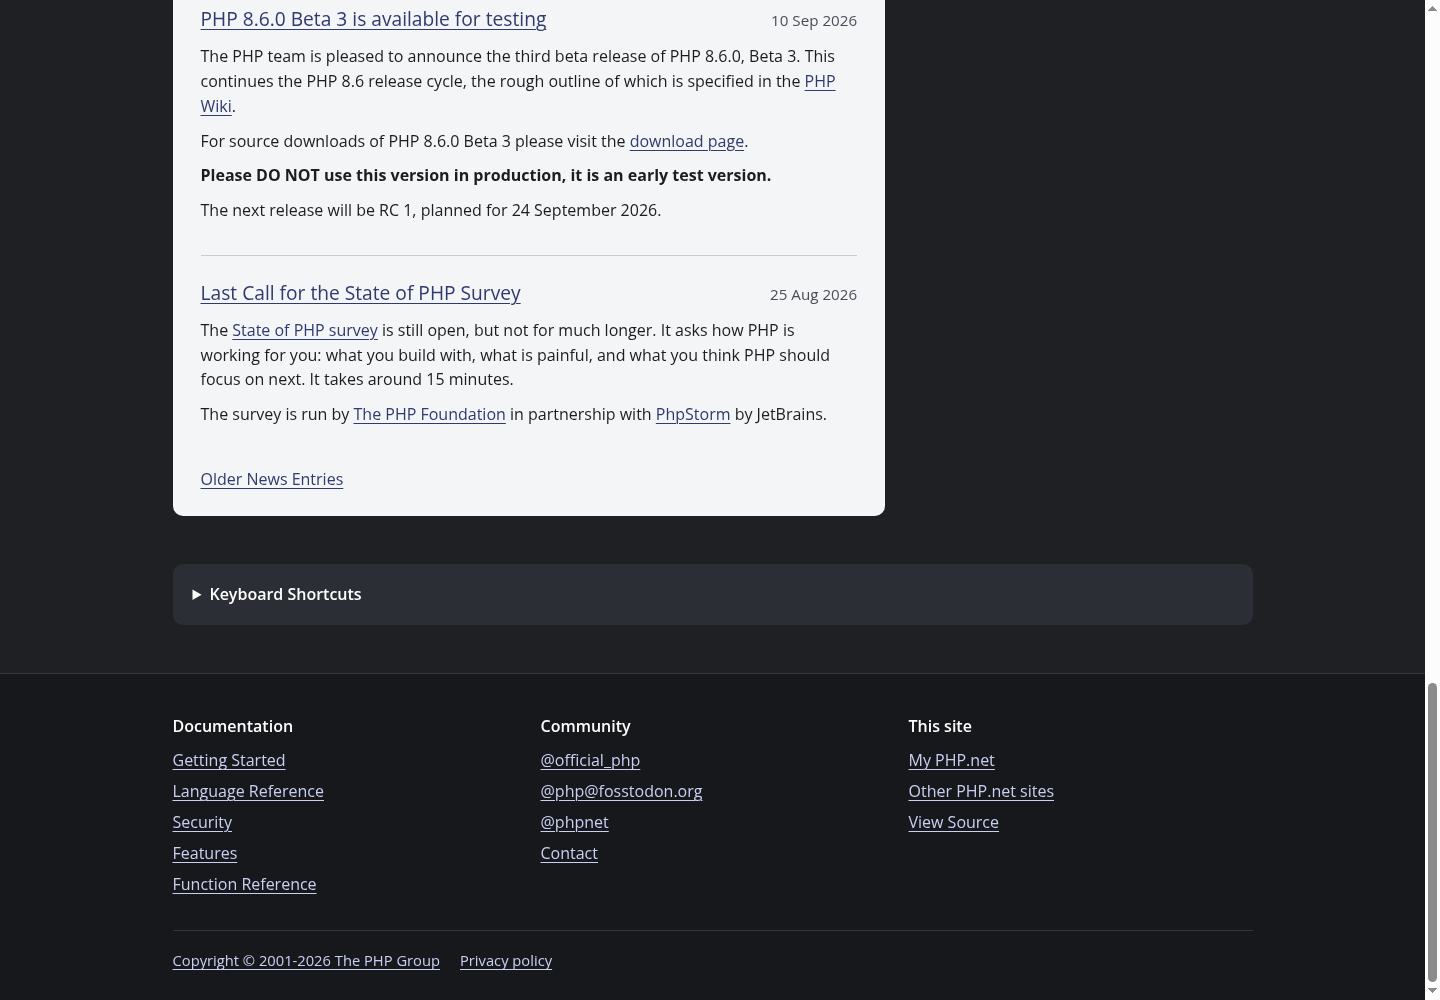 PHP 8.6.0 Beta 3 is available for testing
10 Sep 2026
The PHP team is pleased to announce the third beta release of PHP 8.6.0, Beta 3. This
continues the PHP 8.6 release cycle, the rough outline of which is specified in the PHP
Wiki.
For source downloads of PHP 8.6.0 Beta 3 please visit the download page.
Please DO NOT use this version in production, it is an early test version.
The next release will be RC 1, planned for 24 September 2026.
Last Call for the State of PHP Survey
25 Aug 2026
The State of PHP survey is still open, but not for much longer. It asks how PHP is
working for you: what you build with, what is painful, and what you think PHP should
focus on next. It takes around 15 minutes.
The survey is run by The PHP Foundation in partnership with PhpStorm by JetBrains.
Older News Entries
Keyboard Shortcuts
Documentation
Getting Started
Language Reference
Security
Features
Function Reference
Community
@official_php
@php@fosstodon.org
@phpnet
Contact
This site
My PHP.net
Other PHP.net sites
View Source
Copyright © 2001-2026 The PHP Group
Privacy policy